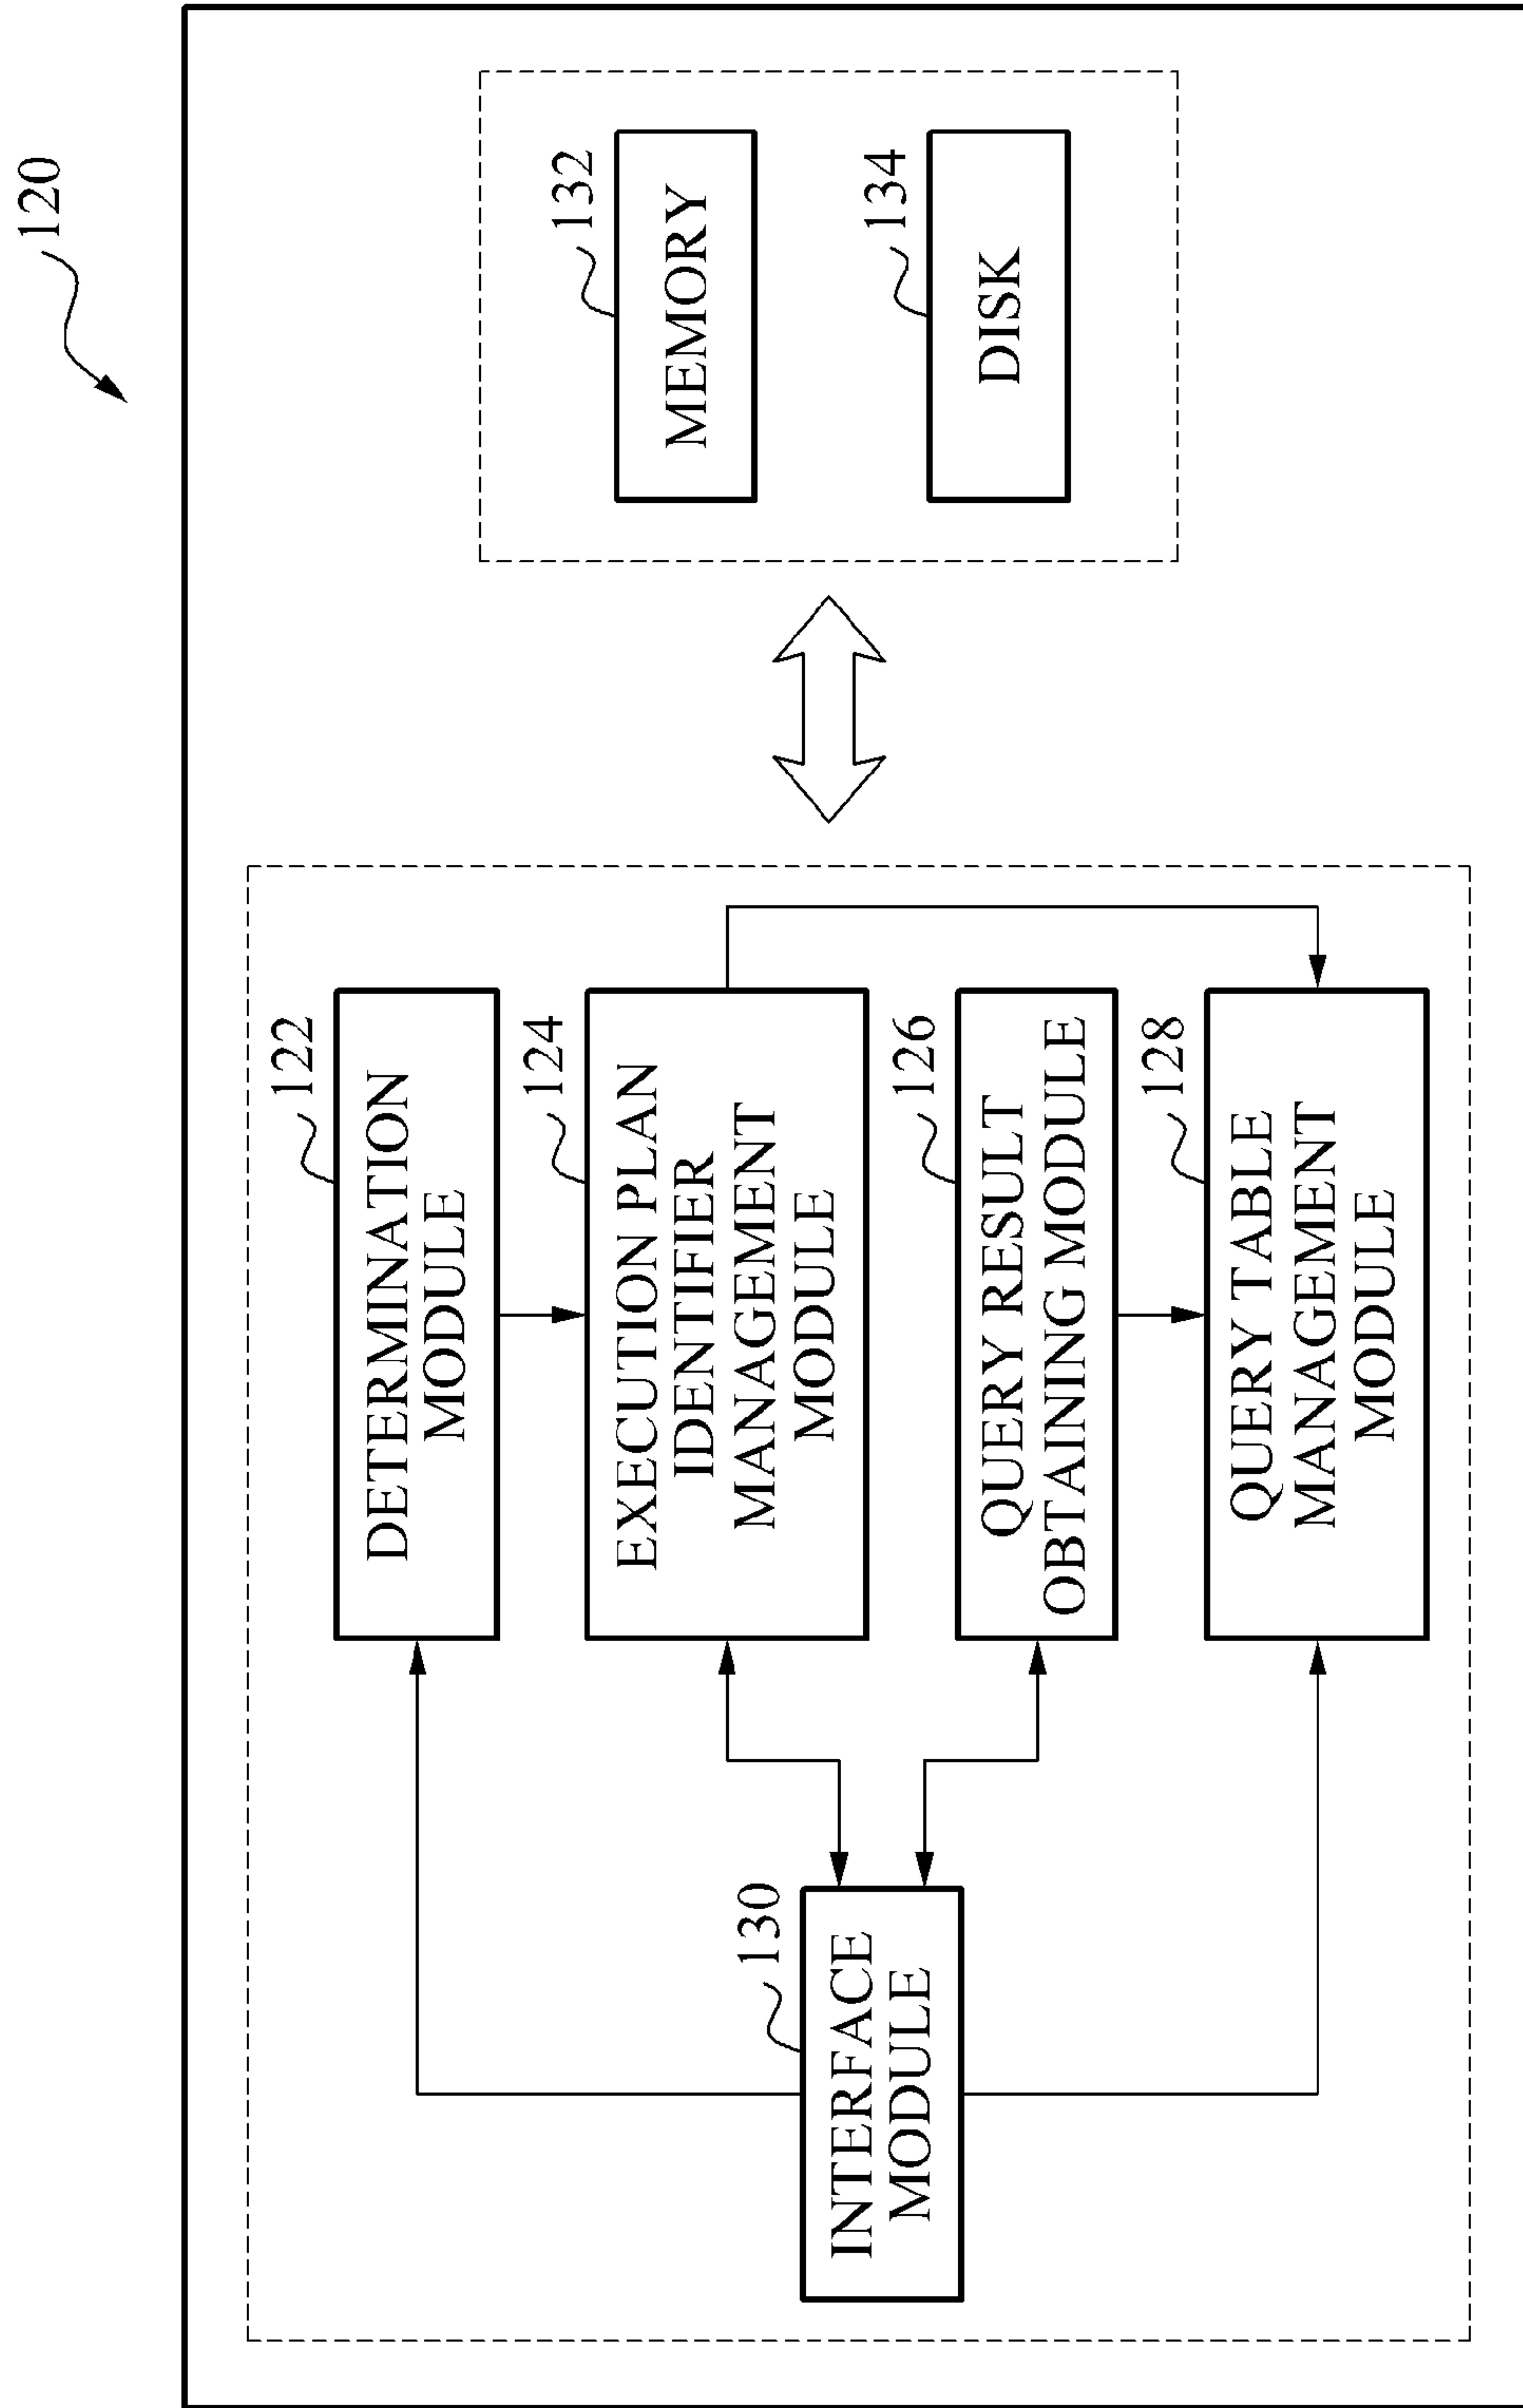 120
122
DETERMINATION
MODULE
124
EXECUTION PLAN
IDENTIFIER
MANAGEMENT
MODULE
130
INTERFACE
MODULE
126
QUERY RESULT
OBTAINING MODULE
128
QUERY TABLE
MANAGEMENT
MODULE
132
MEMORY
134
DISK